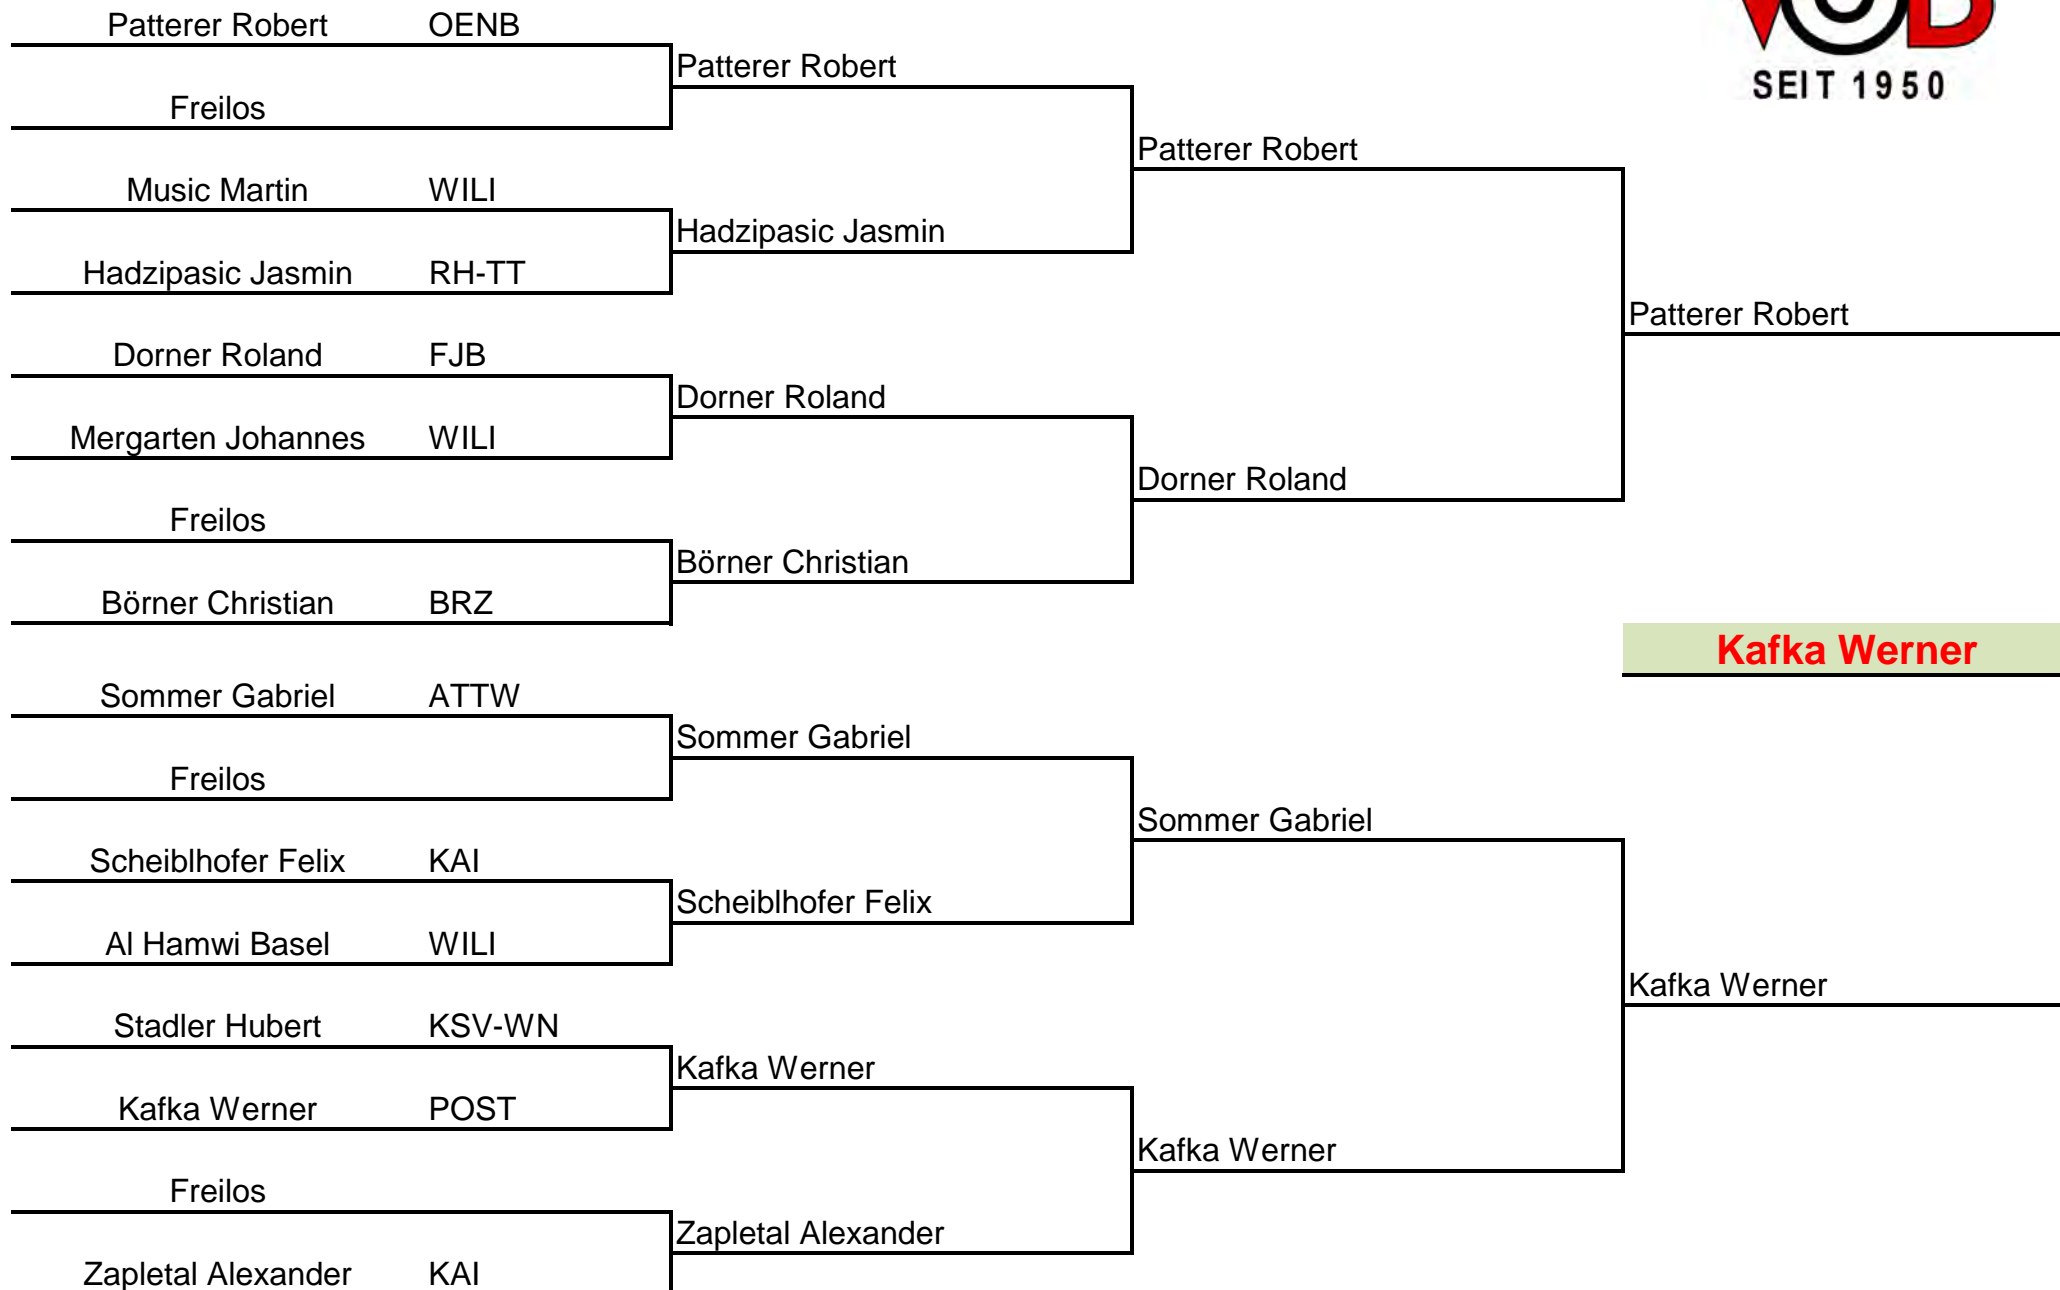 Patterer Robert OENB
Patterer Robert
SEIT 1950
Freilos
Patterer Robert
Music Martin WILI
Hadzipasic Jasmin
Hadzipasic Jasmin RH-TT
Patterer Robert
Dorner Roland FJB
Dorner Roland
Mergarten Johannes WILI
Dorner Roland
Freilos
Börner Christian
Börner Christian BRZ
Kafka Werner
Sommer Gabriel ATTW
Sommer Gabriel
Freilos
Sommer Gabriel
Scheiblhofer Felix KAI
Scheiblhofer Felix
Al Hamwi Basel WILI
Kafka Werner
Stadler Hubert KSV-WN
Kafka Werner
Kafka Werner POST
Kafka Werner
Freilos
Zapletal Alexander
Zapletal Alexander KAI